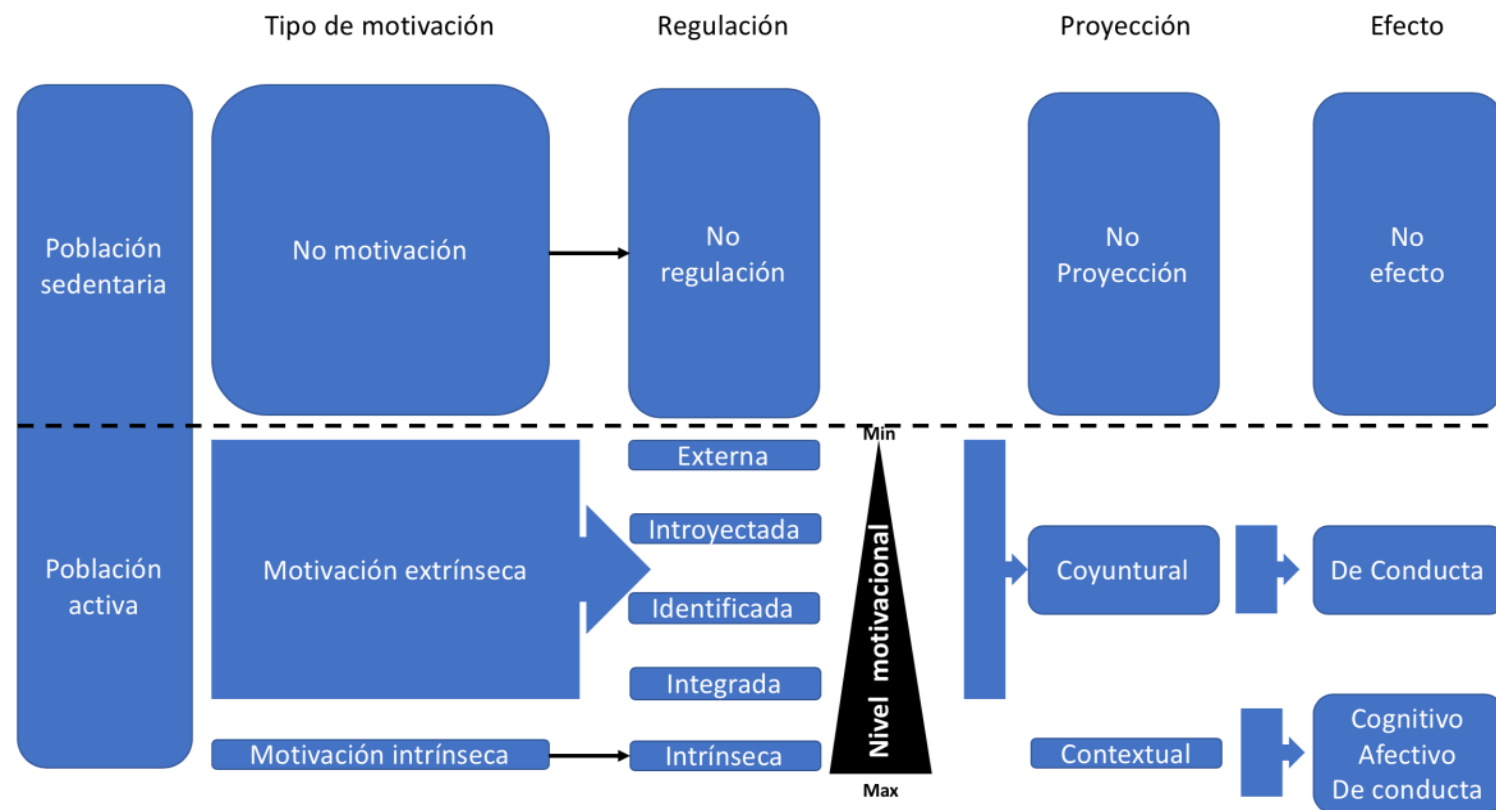 Tipo de motivación
Regulación
Proyección
Efecto
Población
sedentaria
No motivación
No
regulación
No
Proyección
No
efecto
Población
activa
Motivación extrínseca
Externa
Introyectada
Identificada
Integrada
Min
Nivel motivacional
Max
Coyuntural
De Conducta
Motivación intrínseca
Intrínseca
Contextual
Cognitivo
Afectivo
De conducta